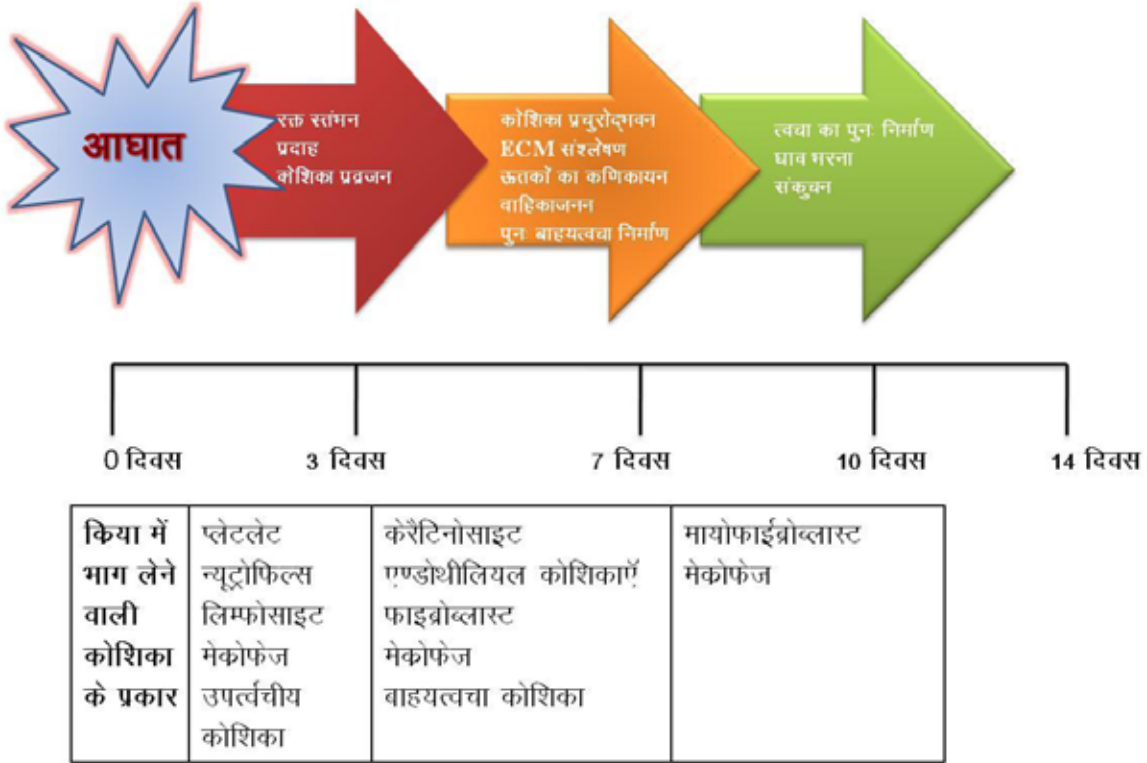 आघात
रक्त स्तंभन
प्रदाह
कोशिका प्रव्रजन
कोशिका प्रचुरोद्भवन
ECM संश्लेषण
ऊतकों का कणिकायन
वाहिकाजनन
पुनः बाहयत्वचा निर्माण
त्वचा का पुनः निर्माण
घाव भरना
संकुचन
0 दिवस
3 दिवस
7 दिवस
10 दिवस
14 दिवस
किया में
भाग लेने
वाली
कोशिका
के प्रकार
प्लेटलेट
न्यूट्रोफिल्स
लिम्फोसाइट
मेकोफेज
उपर्त्वचीय
कोशिका
केरैटिनोसाइट
एण्डोथीलियल कोशिकाएॅ
फाइब्रोब्लास्ट
मेकोफेज
बाहयत्वचा कोशिका
मायोफाईब्रोब्लास्ट
मेकोफेज